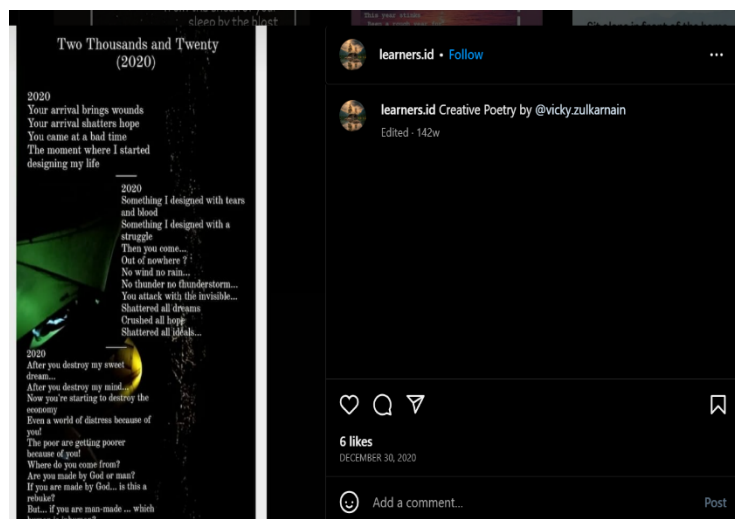 sleep by the blost
This year stinks
Two Thousands and Twenty
(2020)
2020
Your arrival brings wounds
Your arrival shatters hope
You came at a bad time
The moment where I started
designing my life
2020
Something I designed with tears
and blood
Something I designed with a
struggle
Then you come...
Out of nowhere ?
No wind no rain...
No thunder no thunderstorm...
You attack with the invisible...
Shattered all dreams
Crushed all hope
Shattered all ideals...
2020
After you destroy my sweet
dream...
After you destroy my mind...
Now you're starting to destroy the
economy
Even a world of distress because of
you!
The poor are getting poorer
because of you!
Where do you come from?
Are you made by God or man?
If you are made by God... is this a
rebuke?
But... if you are man-made ... which
learners.id • Follow
learners.id Creative Poetry by @vicky.zulkarnain
Edited · 142w
6 likes
DECEMBER 30, 2020
Add a comment...
Post